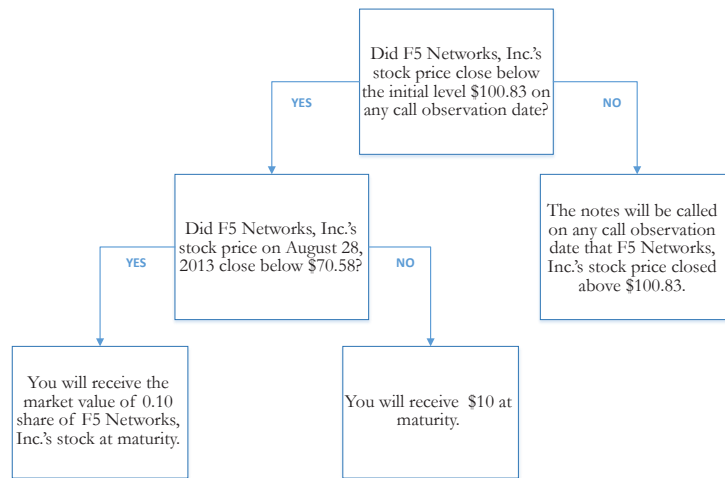 Did F5 Networks, Inc.'s
stock price close below
the initial level $100.83 on
any call observation date?
YES
NO
Did F5 Networks, Inc.'s
stock price on August 28,
2013 close below $70.58?
The notes will be called
on any call observation
date that F5 Networks,
Inc.'s stock price closed
above $100.83.
YES
NO
You will receive the
market value of 0.10
share of F5 Networks,
Inc.'s stock at maturity.
You will receive $10 at
maturity.